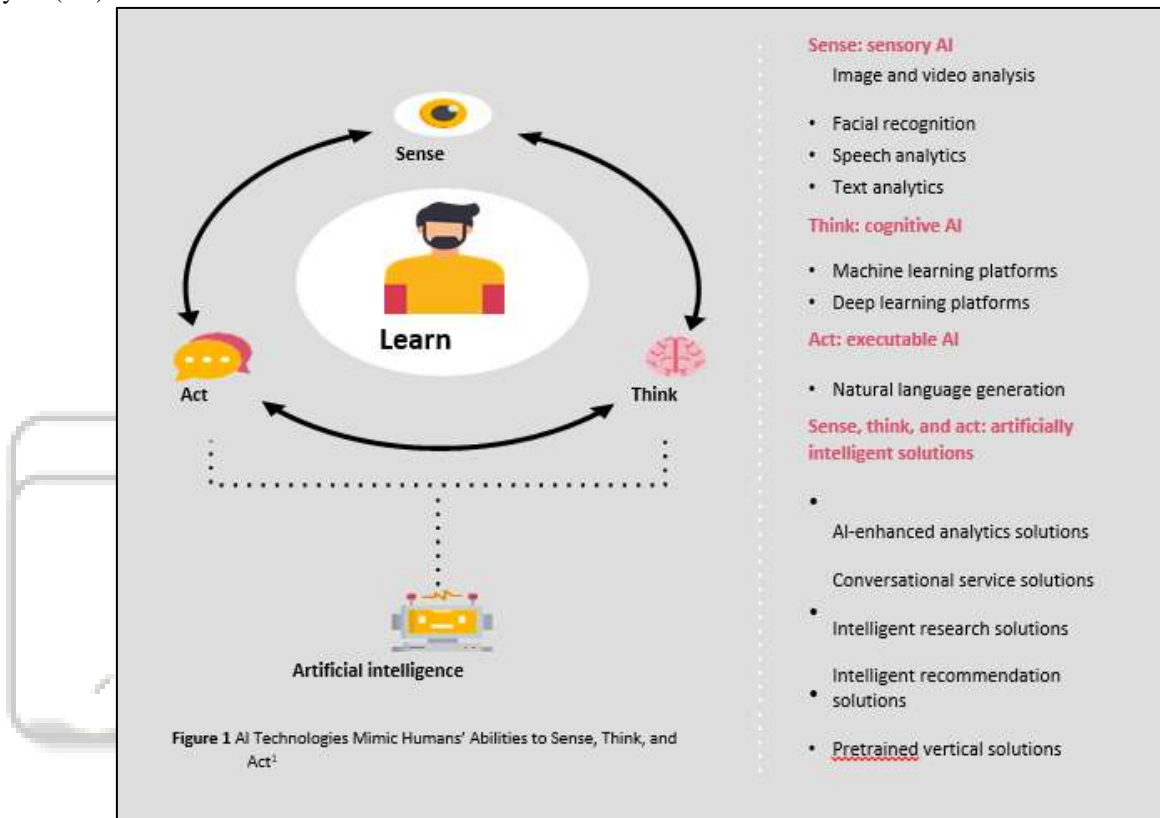 Sense
Learn
Act
Think
Artificial intelligence
Figure 1 AI Technologies Mimic Humans’ Abilities to Sense, Think, and
Act1
Sense: sensory AI
Image and video analysis
• Facial recognition
• Speech analytics
• Text analytics
Think: cognitive AI
• Machine learning platforms
• Deep learning platforms
Act: executable AI
• Natural language generation
Sense, think, and act: artificially
intelligent solutions
•
AI-enhanced analytics solutions
Conversational service solutions
•
Intelligent research solutions
Intelligent recommendation
• solutions
• Pretrained vertical solutions